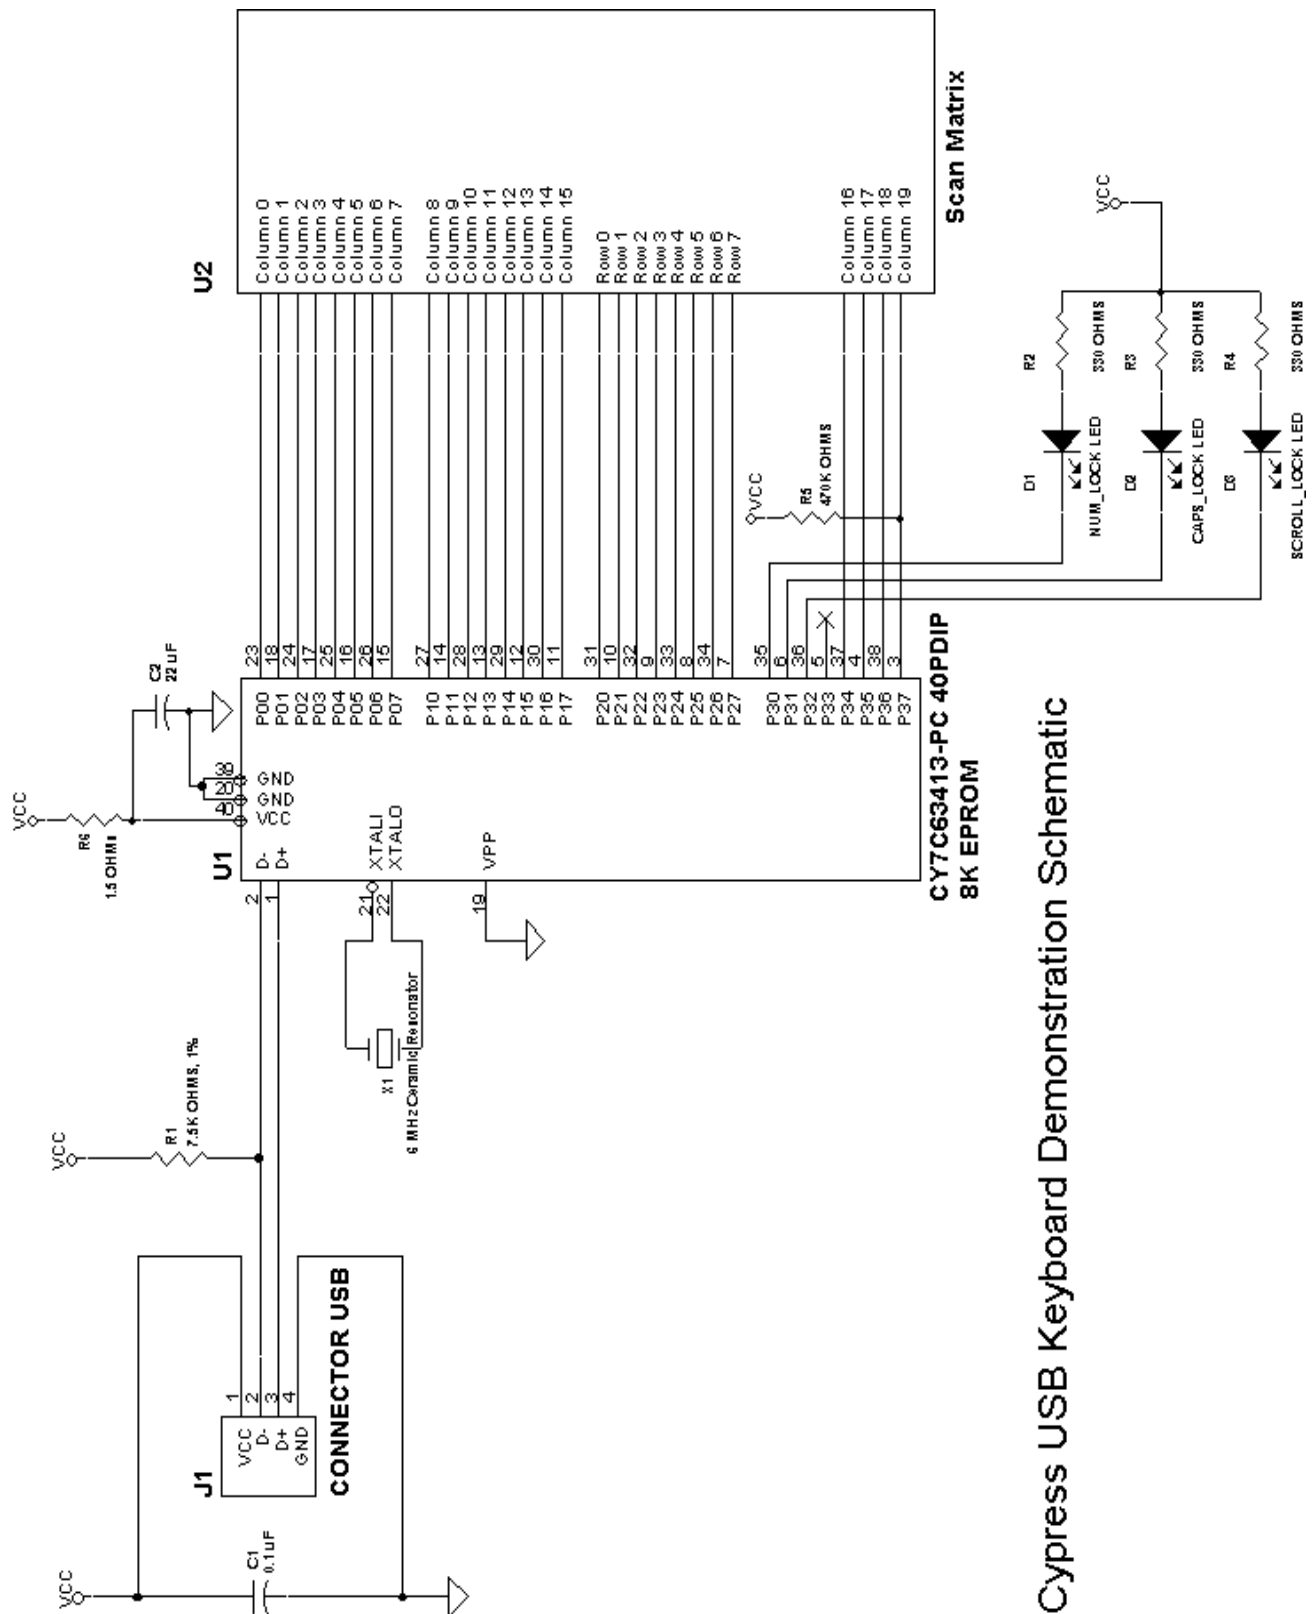 U2
Column 0
Column 1
Column 2
Column 3
Column 4
Column 5
Column 6
Column 7
Column 8
Column 9
Column 10
Column 11
Column 12
Column 13
Column 14
Column 15
Row 0
Row 1
Row 2
Row 3
Row 4
Row 5
Row 6
Row 7
Column 16
Column 17
Column 18
Column 19
Scan Matrix
VCC
R2
330 OHMS
R3
330 OHMS
R4
330 OHMS
D1
NUM_LOCK LED
D2
CAPS_LOCK LED
D3
SCROLL_LOCK LED
VCC
R5
470K OHMS
VCC
R6
1.5 OHMs
C2
22 uF
40
20
39
VCC
GND
GND
U1
23 P00
18 P01
24 P02
17 P03
25 P04
16 P05
26 P06
15 P07
27 P10
14 P11
28 P12
13 P13
29 P14
12 P15
30 P16
11 P17
31 P20
10 P21
32 P22
9 P23
33 P24
8 P25
34 P26
7 P27
35 P30
6 P31
36 P32
5 P33
37 P34
4 P35
38 P36
3 P37
2 D-
1 D+
21 XTALI
22 XTALO
19 VPP
CY7C63413-PC 40PDIP
8K EPROM
X1
6 MHz Ceramic Resonator
VCC
R1
7.5K OHMS, 1%
J1
VCC 1
D- 2
D+ 3
GND 4
CONNECTOR USB
VCC
C1
0.1uF
Cypress USB Keyboard Demonstration Schematic